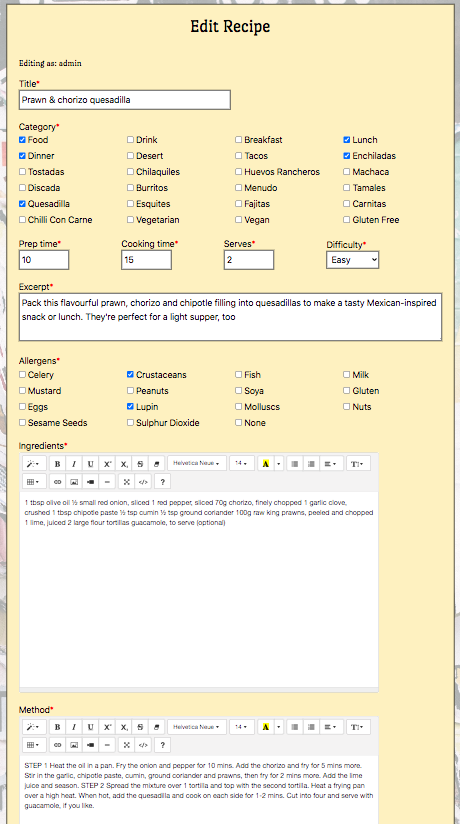 Edit Recipe
Editing as: admin
Title*
Prawn & chorizo quesadilla
Category*
Food Drink Breakfast Lunch
Dinner Desert Tacos Enchiladas
Tostadas Chilaquiles Huevos Rancheros Machaca
Discada Burritos Menudo Tamales
Quesadilla Esquites Fajitas Carnitas
Chilli Con Carne Vegetarian Vegan Gluten Free
Prep time* Cooking time* Serves* Difficulty*
10 15 2 Easy
Excerpt*
Pack this flavourful prawn, chorizo and chipotle filling into quesadillas to make a tasty Mexican-inspired
snack or lunch. They're perfect for a light supper, too
Allergens*
Celery Crustaceans Fish Milk
Mustard Peanuts Soya Gluten
Eggs Lupin Molluscs Nuts
Sesame Seeds Sulphur Dioxide None
Ingredients*
B I U X² X₂ S Helvetica Neue 14 A T!
</> ?
1 tbsp olive oil ½ small red onion, sliced 1 red pepper, sliced 70g chorizo, finely chopped 1 garlic clove,
crushed 1 tbsp chipotle paste ½ tsp cumin ½ tsp ground coriander 100g raw king prawns, peeled and chopped
1 lime, juiced 2 large flour tortillas guacamole, to serve (optional)
Method*
B I U X² X₂ S Helvetica Neue 14 A T!
</> ?
STEP 1 Heat the oil in a pan. Fry the onion and pepper for 10 mins. Add the chorizo and fry for 5 mins more.
Stir in the garlic, chipotle paste, cumin, ground coriander and prawns, then fry for 2 mins more. Add the lime
juice and season. STEP 2 Spread the mixture over 1 tortilla and top with the second tortilla. Heat a frying pan
over a high heat. When hot, add the quesadilla and cook on each side for 1-2 mins. Cut into four and serve with
guacamole, if you like.